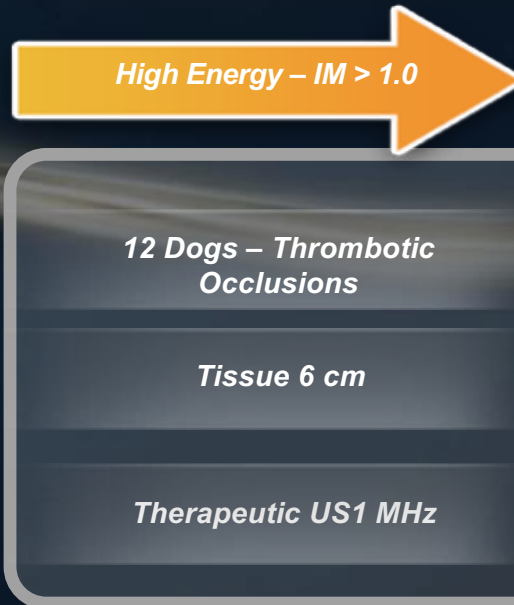 High Energy – IM > 1.0
12 Dogs – Thrombotic
Occlusions
Tissue 6 cm
Therapeutic US1 MHz